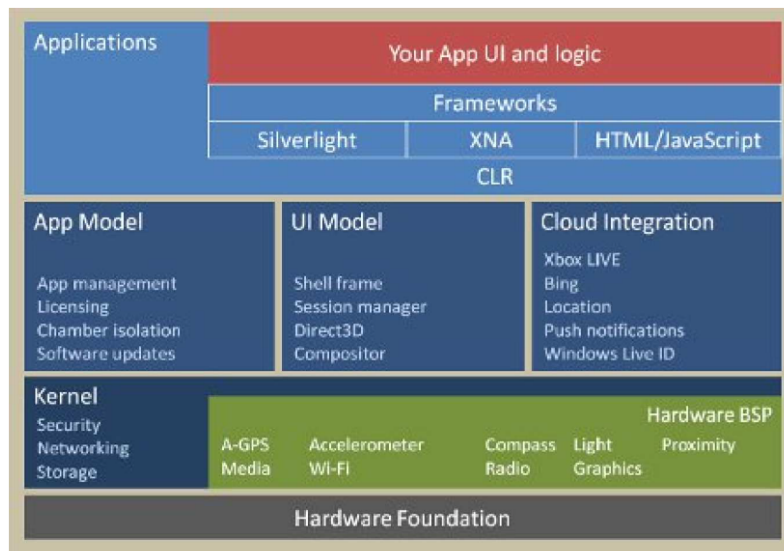 Applications
Your App UI and logic
Frameworks
Silverlight
XNA
HTML/JavaScript
CLR
App Model
App management
Licensing
Chamber isolation
Software updates
UI Model
Shell frame
Session manager
Direct3D
Compositor
Cloud Integration
Xbox LIVE
Bing
Location
Push notifications
Windows Live ID
Kernel
Security
Networking
Storage
Hardware BSP
A-GPS Accelerometer Compass Light Proximity
Media Wi-Fi Radio Graphics
Hardware Foundation